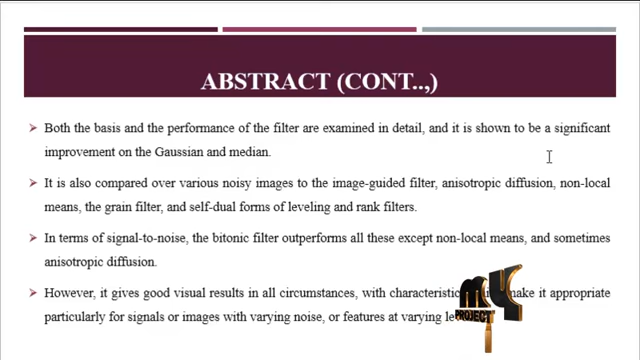 ABSTRACT (CONT..,)
Both the basis and the performance of the filter are examined in detail, and it is shown to be a significant
improvement on the Gaussian and median.
It is also compared over various noisy images to the image-guided filter, anisotropic diffusion, non-local
means, the grain filter, and self-dual forms of leveling and rank filters.
In terms of signal-to-noise, the bitonic filter outperforms all these except non-local means, and sometimes
anisotropic diffusion.
However, it gives good visual results in all circumstances, with make it appropriate
particularly for signals or images with varying noise, or features at varying
PROJECT